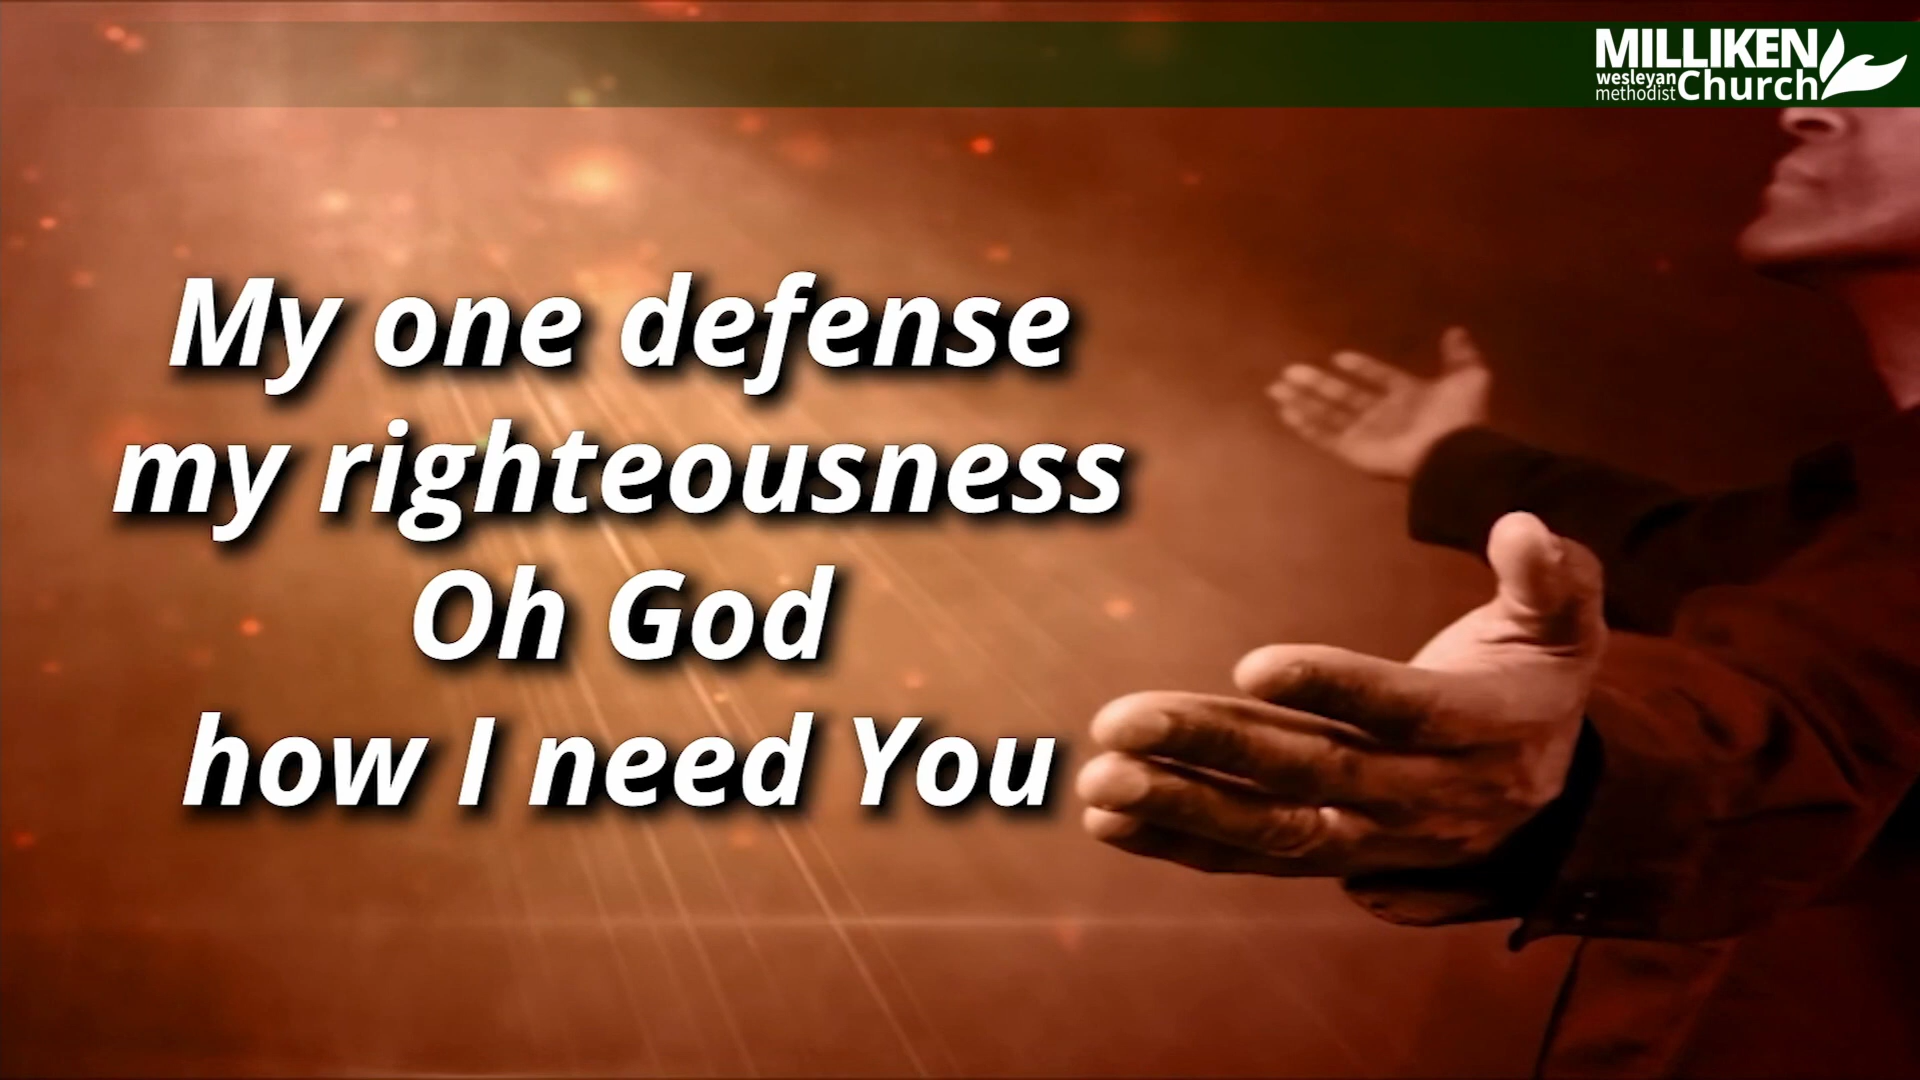 MILLIKEN
wesleyan
methodist Church
My one defense
my righteousness
Oh God
how I need You